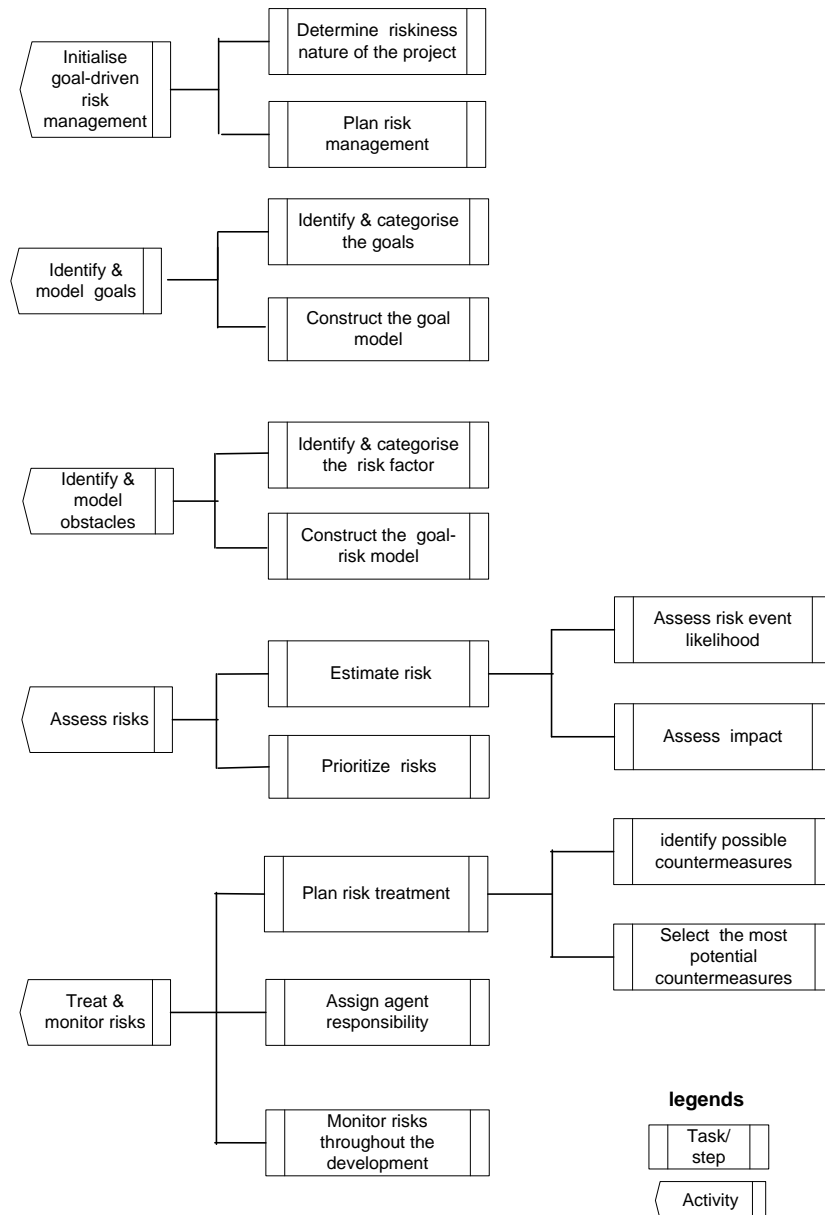 Initialise
goal-driven
risk
management
Determine riskiness
nature of the project
Plan risk
management
Identify &
model goals
Identify & categorise
the goals
Construct the goal
model
Identify &
model
obstacles
Identify & categorise
the risk factor
Construct the goal-
risk model
Assess risks
Estimate risk
Assess risk event
likelihood
Assess impact
Prioritize risks
Treat &
monitor risks
Plan risk treatment
identify possible
countermeasures
Select the most
potential
countermeasures
Assign agent
responsibility
Monitor risks
throughout the
development
legends
Task/
step
Activity